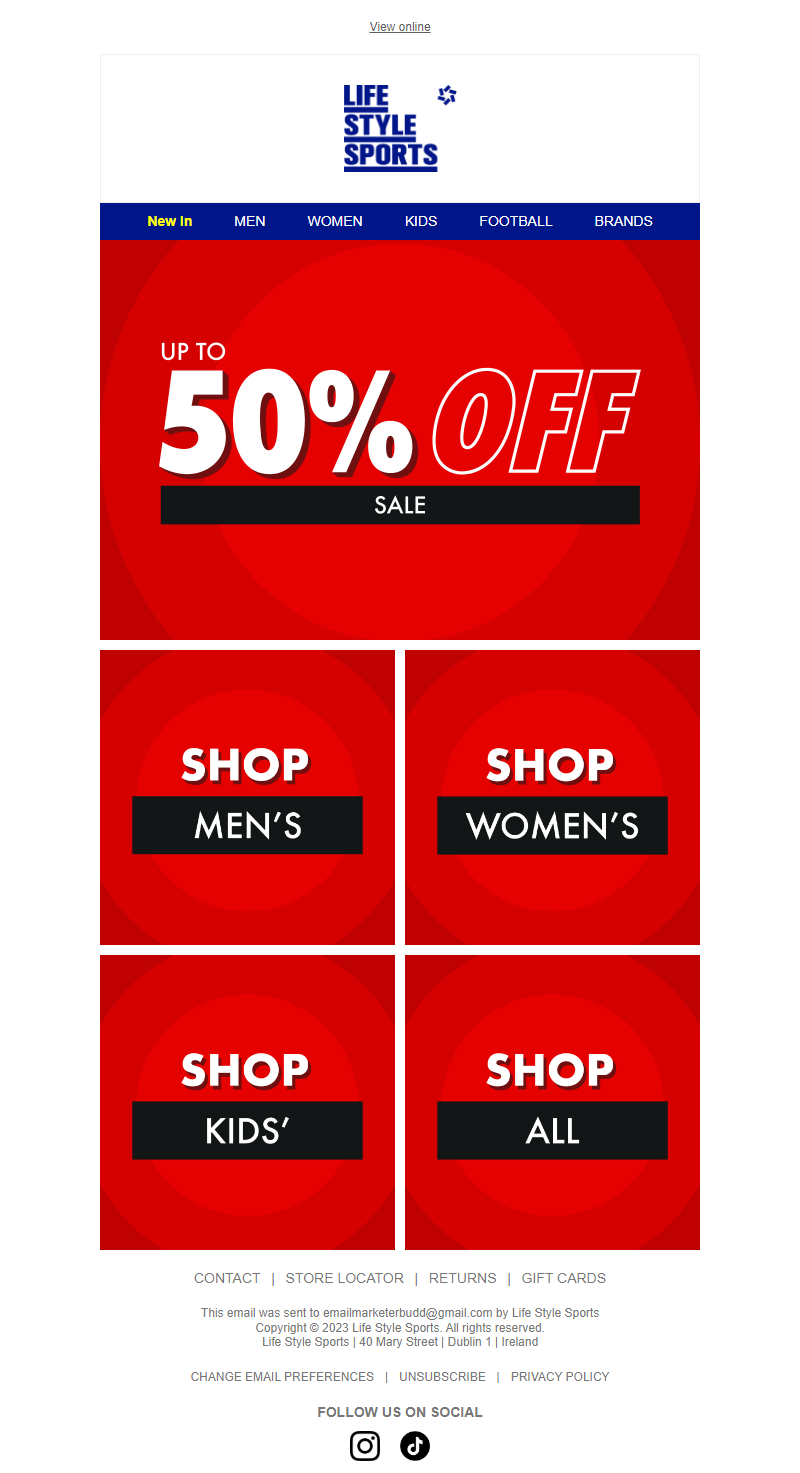 View online
LIFE
STYLE
SPORTS
New In MEN WOMEN KIDS FOOTBALL BRANDS
UP TO
50% OFF
SALE
SHOP
MEN'S
SHOP
WOMEN'S
SHOP
KIDS'
SHOP
ALL
CONTACT | STORE LOCATOR | RETURNS | GIFT CARDS
This email was sent to emailmarketerbudd@gmail.com by Life Style Sports
Copyright © 2023 Life Style Sports. All rights reserved.
Life Style Sports | 40 Mary Street | Dublin 1 | Ireland
CHANGE EMAIL PREFERENCES | UNSUBSCRIBE | PRIVACY POLICY
FOLLOW US ON SOCIAL